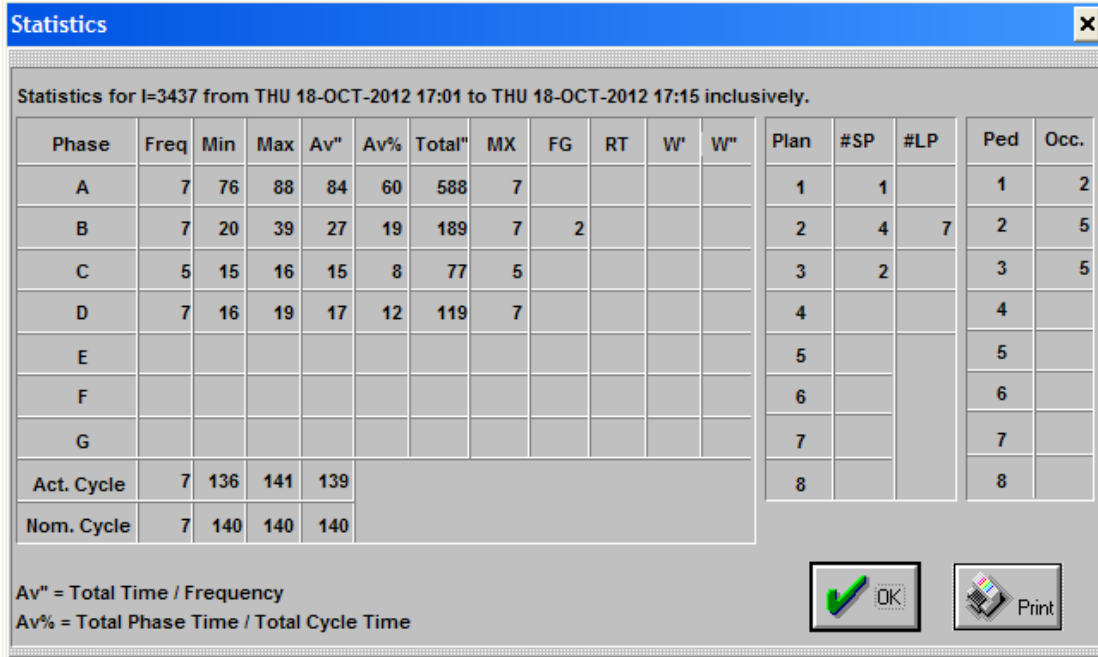 Statistics
Statistics for I=3437 from THU 18-OCT-2012 17:01 to THU 18-OCT-2012 17:15 inclusively.
Phase Freq Min Max Av" Av% Total" MX FG RT W' W" Plan #SP #LP Ped Occ.
A 7 76 88 84 60 588 7 1 1 1 2
B 7 20 39 27 19 189 7 2 2 4 7 2 5
C 5 15 16 15 8 77 5 3 2 3 5
D 7 16 19 17 12 119 7 4 4
E 5 5
F 6 6
G 7 7
Act. Cycle 7 136 141 139 8 8
Nom. Cycle 7 140 140 140
Av" = Total Time / Frequency
Av% = Total Phase Time / Total Cycle Time
OK
Print